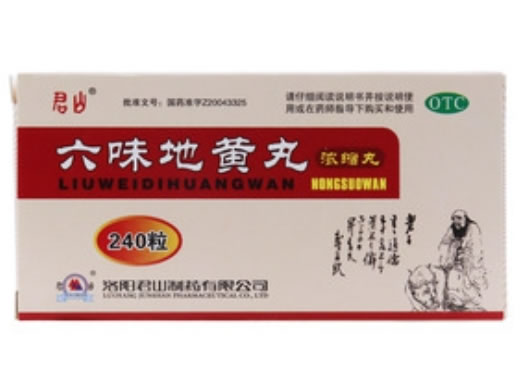 君山®
批准文号：国药准字Z20043325
请仔细阅读说明书并按说明使
用或在药师指导下购买和使用
OTC
六味地黄丸
浓缩丸
LIUWEIDIHUANGWAN
NONGSUOWAN
240粒
洛阳君山制药有限公司
LUOYANG JUNSHAN PHARMACEUTICAL CO., LTD